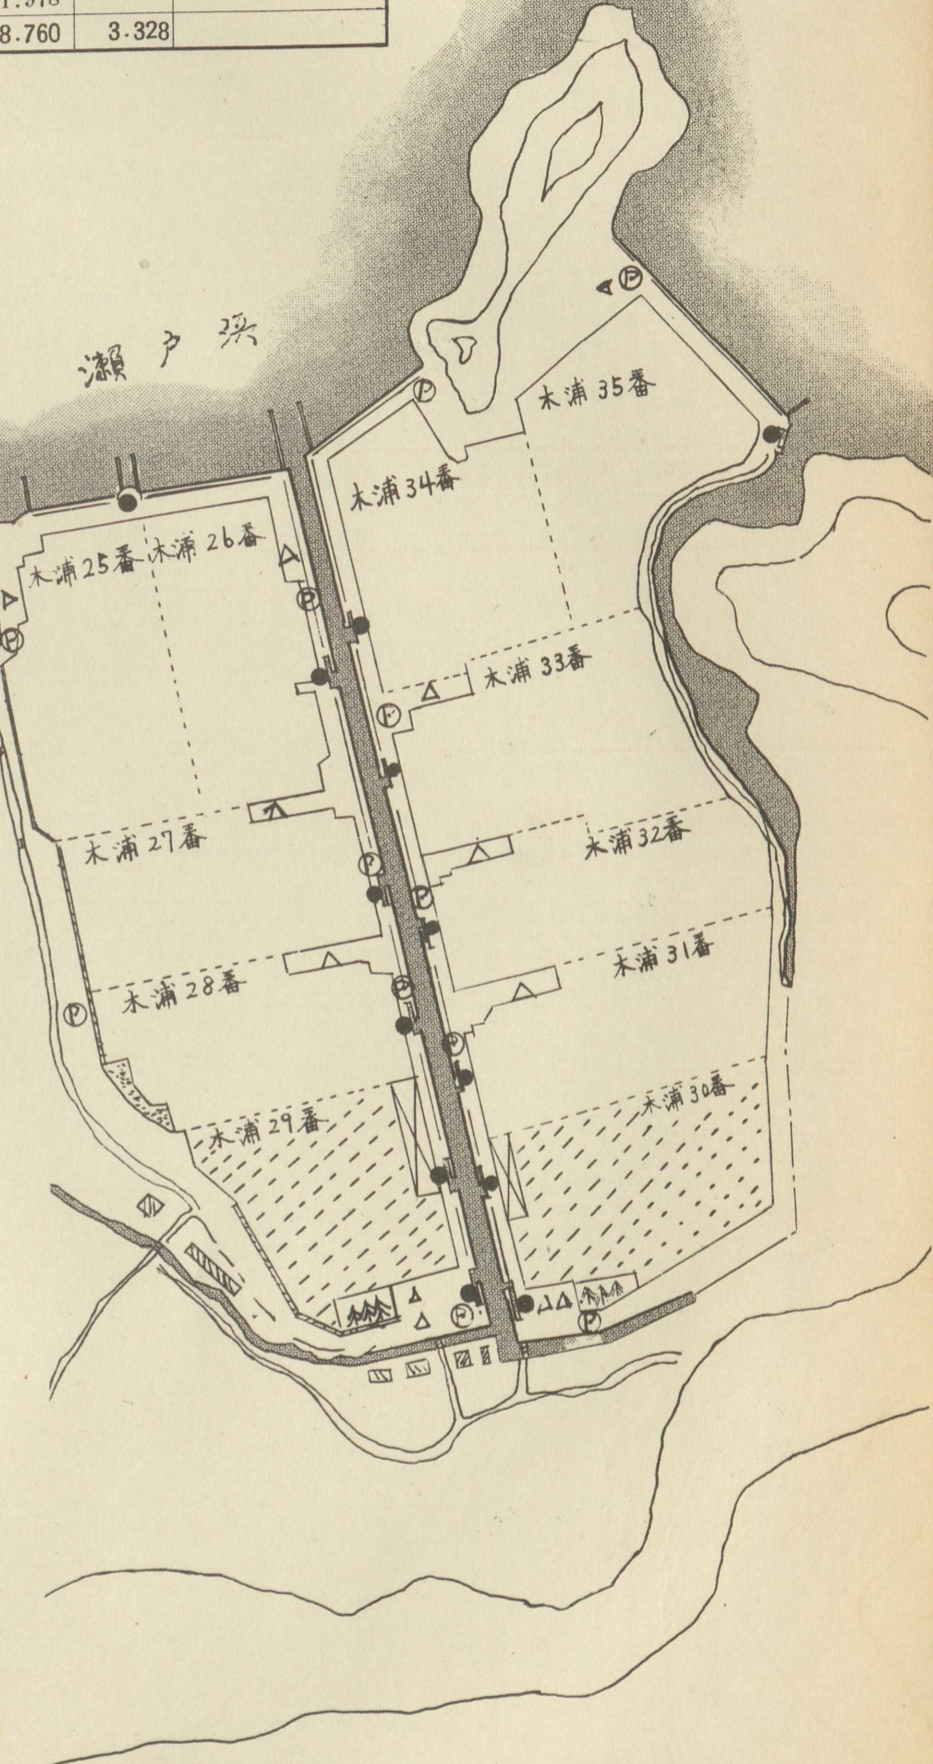 8.760 3.328
瀬戸浜
木浦35番
木浦34番
木浦25番 木浦26番
木浦33番
木浦27番
木浦32番
木浦28番
木浦31番
木浦29番
木浦30番
Ⓟ
Ⓟ
Ⓟ
Ⓟ
Ⓟ
Ⓟ
Ⓟ
Ⓟ
Ⓟ
Ⓟ
Ⓟ
Ⓟ